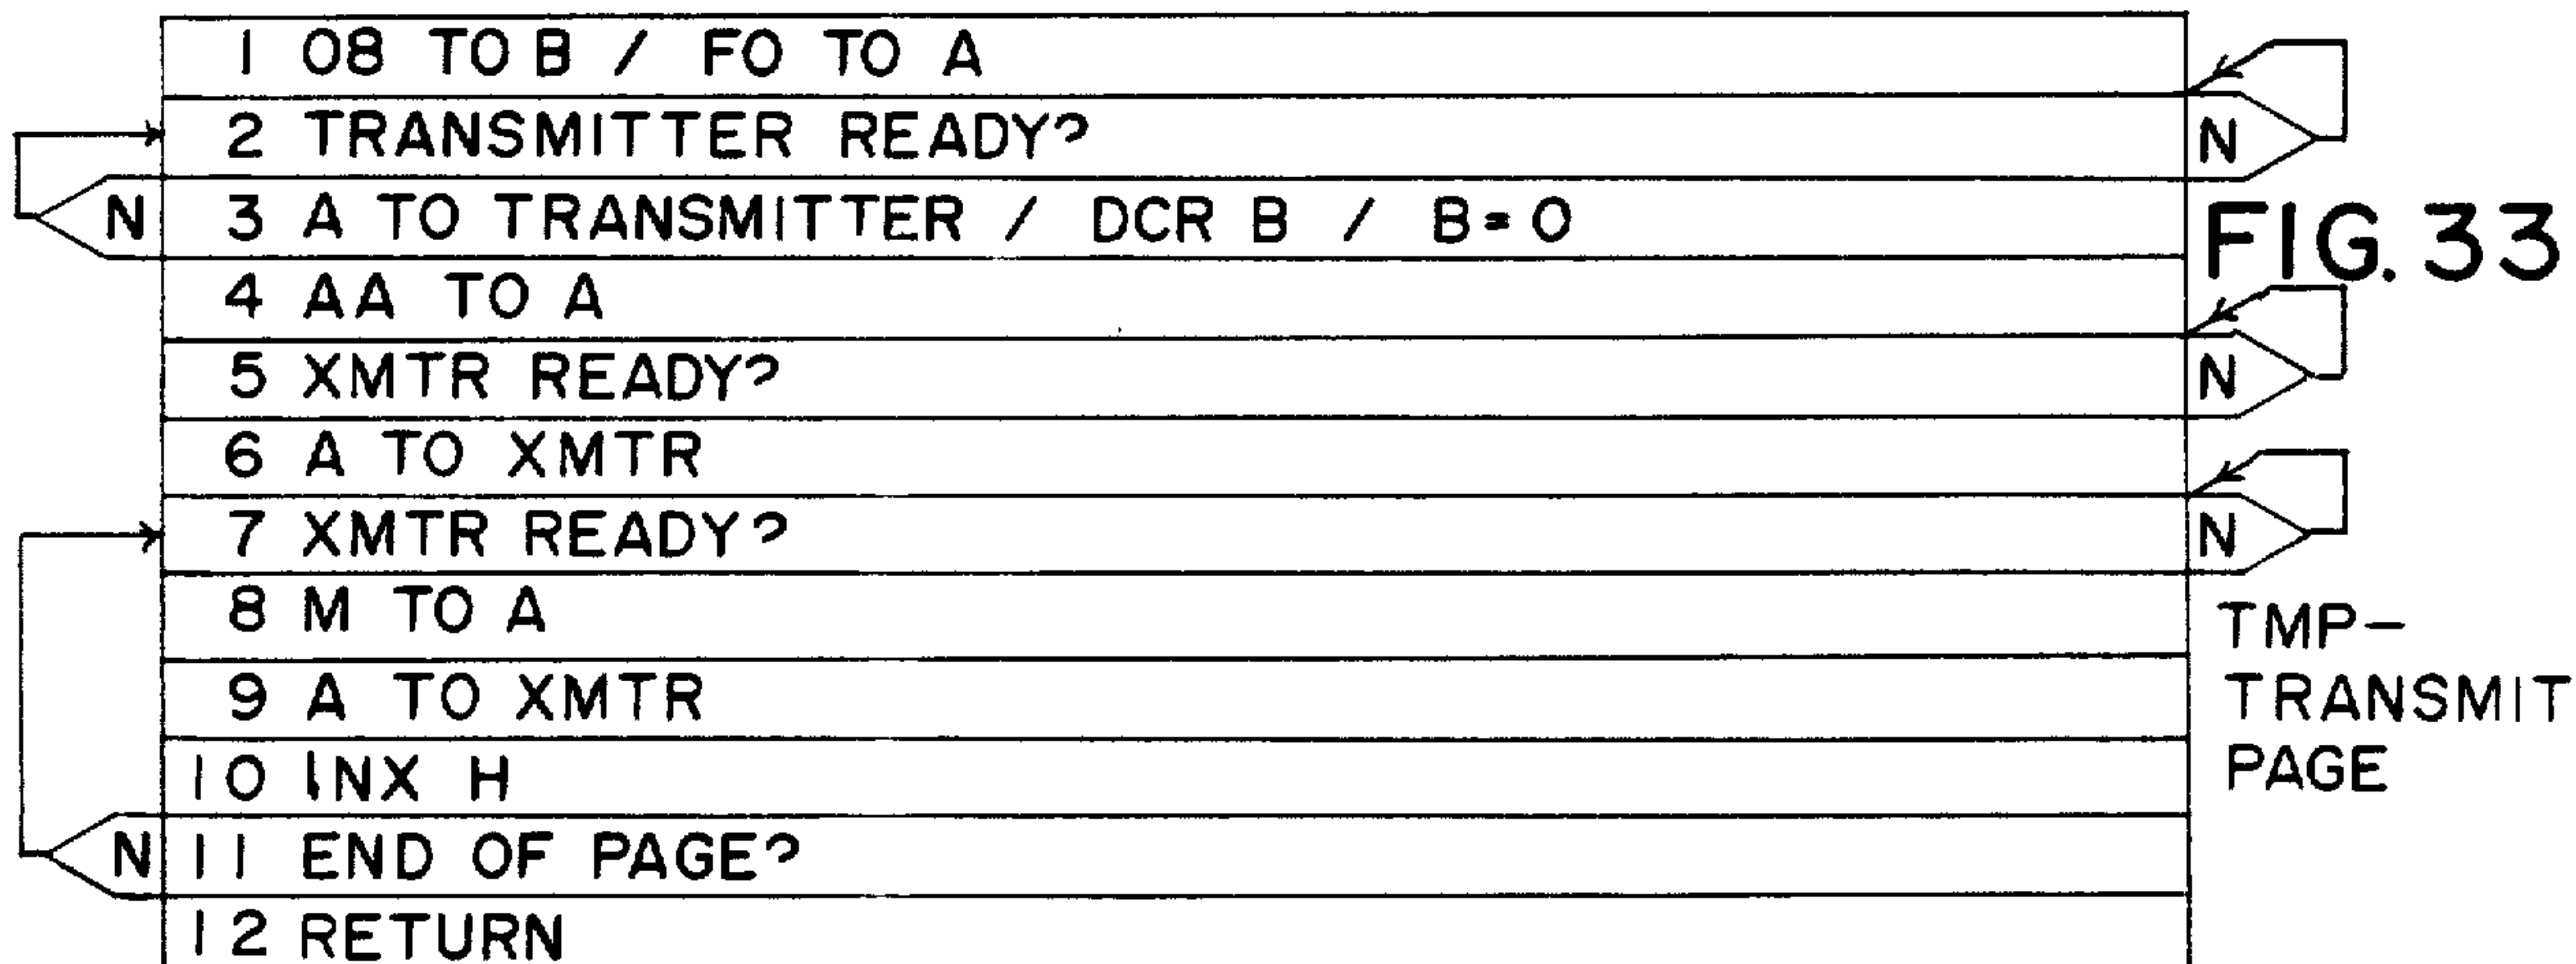 1 08 TO B / FO TO A
2 TRANSMITTER READY?
N
N
3 A TO TRANSMITTER / DCR B / B=0
FIG. 33
4 AA TO A
5 XMTR READY?
N
6 A TO XMTR
7 XMTR READY?
N
8 M TO A
9 A TO XMTR
10 INX H
N
11 END OF PAGE?
12 RETURN
TMP-
TRANSMIT
PAGE